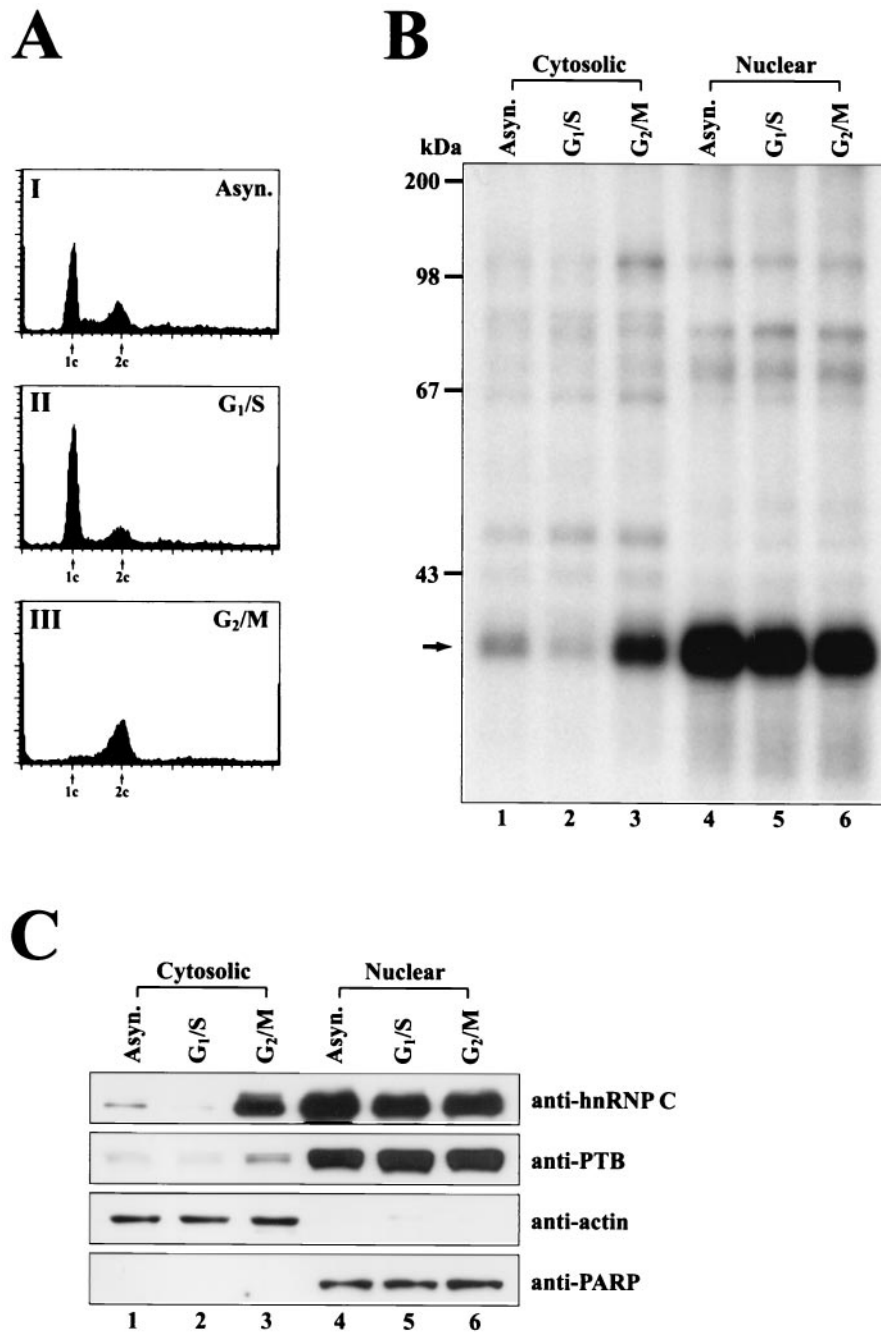 A
I Asyn.
1c 2c
II G₁/S
1c 2c
III G₂/M
1c 2c
B
Cytosolic Nuclear
Asyn. G₁/S G₂/M Asyn. G₁/S G₂/M
kDa
200
98
67
43
1 2 3 4 5 6
C
Cytosolic Nuclear
Asyn. G₁/S G₂/M Asyn. G₁/S G₂/M
anti-hnRNP C
anti-PTB
anti-actin
anti-PARP
1 2 3 4 5 6